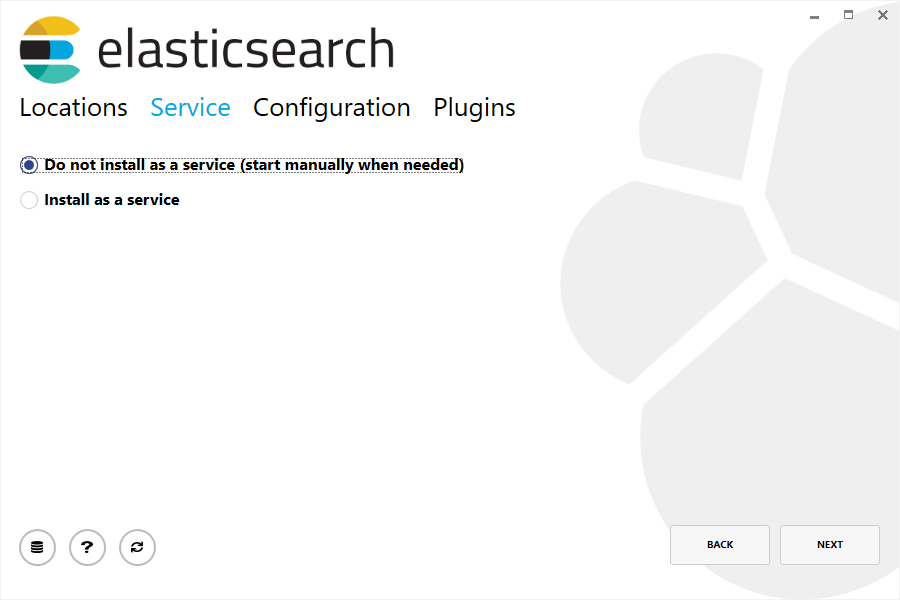 elasticsearch
Locations Service Configuration Plugins
Do not install as a service (start manually when needed)
Install as a service
?
BACK NEXT